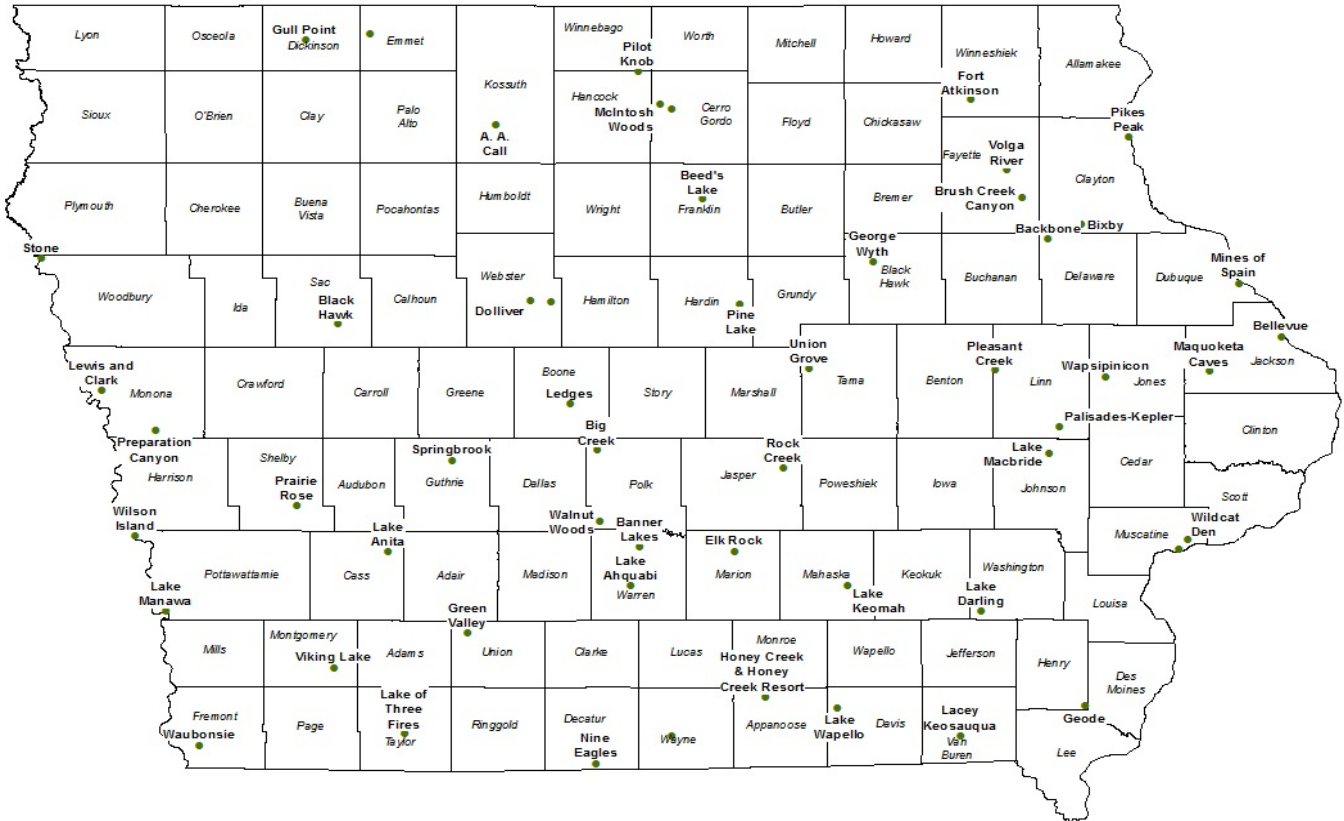 Lyon
Osceola
Gull Point
Dickinson
Emmet
Winnebago
Worth
Mitchell
Howard
Winneshiek
Allamakee
Pilot
Knob
Kossuth
Fort
Atkinson
Sioux
O'Brien
Clay
Palo
Alto
A. A.
Call
Hancock
McIntosh
Woods
Cerro
Gordo
Floyd
Chickasaw
Pikes
Peak
Fayette
Volga
River
Clayton
Plymouth
Cherokee
Buena
Vista
Pocahontas
Humboldt
Wright
Beed's
Lake
Franklin
Butler
Bremer
Brush Creek
Canyon
Backbone
Bixby
Stone
George
Wyth
Black
Hawk
Buchanan
Delaware
Dubuque
Mines of
Spain
Woodbury
Ida
Sac
Black
Hawk
Calhoun
Webster
Dolliver
Hamilton
Hardin
Pine
Lake
Grundy
Bellevue
Lewis and
Clark
Monona
Crawford
Carroll
Greene
Boone
Ledges
Story
Marshall
Union
Grove
Tama
Benton
Pleasant
Creek
Linn
Wapsipinicon
Jones
Maquoketa
Caves
Jackson
Preparation
Canyon
Harrison
Shelby
Prairie
Rose
Audubon
Springbrook
Guthrie
Dallas
Big
Creek
Polk
Jasper
Rock
Creek
Poweshiek
Iowa
Palisades-Kepler
Lake
Macbride
Johnson
Cedar
Clinton
Scott
Wilson
Island
Walnut
Woods
Banner
Lakes
Muscatine
Wildcat
Den
Pottawattamie
Lake
Anita
Cass
Adair
Madison
Lake
Ahquabi
Warren
Elk Rock
Marion
Mahaska
Lake
Keomah
Keokuk
Washington
Lake
Darling
Louisa
Lake
Manawa
Mills
Montgomery
Viking Lake
Adams
Green
Valley
Union
Clarke
Lucas
Monroe
Honey Creek
& Honey
Creek Resort
Wapello
Jefferson
Henry
Des
Moines
Fremont
Waubonsie
Page
Lake of
Three
Fires
Taylor
Ringgold
Decatur
Nine
Eagles
Wayne
Appanoose
Lake
Wapello
Davis
Lacey
Keosauqua
Van
Buren
Geode
Lee